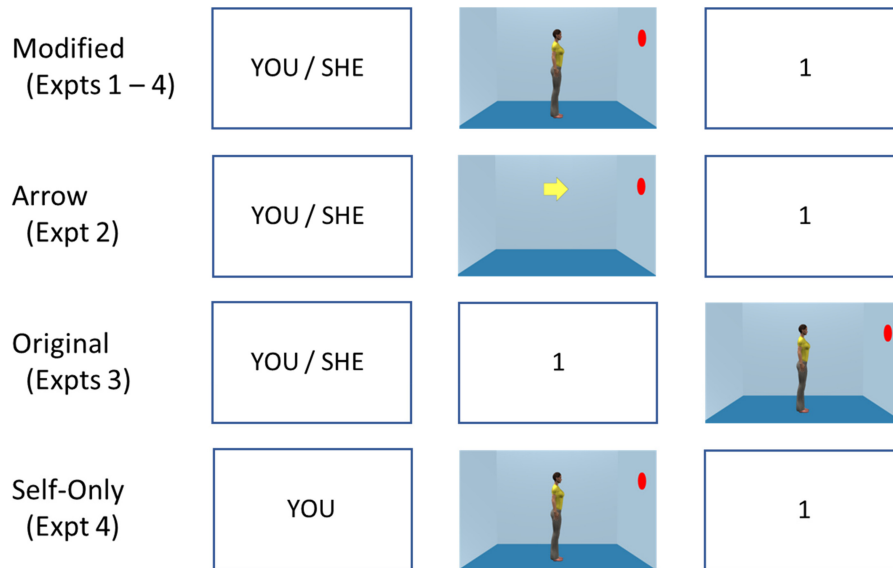 Modified
(Expts 1 – 4)
YOU / SHE
1
Arrow
(Expt 2)
YOU / SHE
1
Original
(Expts 3)
YOU / SHE
1
Self-Only
(Expt 4)
YOU
1